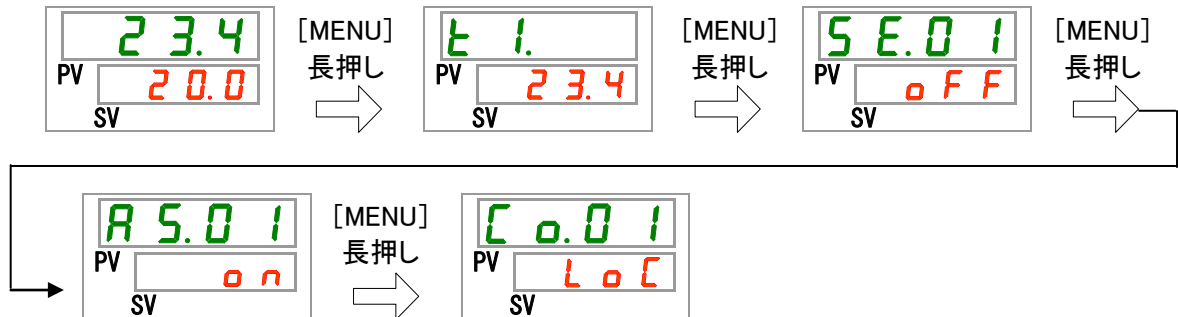 23.4
PV 20.0
SV
[MENU]
長押し
t1.
PV 23.4
SV
[MENU]
長押し
SE.01
PV oFF
SV
[MENU]
長押し
AS.01
PV on
SV
[MENU]
長押し
Co.01
PV LoC
SV